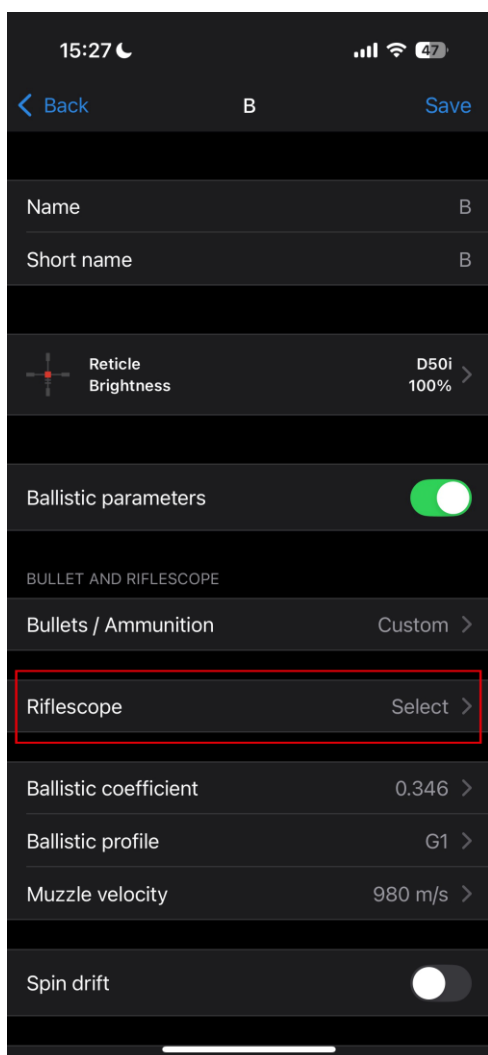 15:27 47
Back B Save
Name B
Short name B
Reticle D50i
Brightness 100%
Ballistic parameters
BULLET AND RIFLESCOPE
Bullets / Ammunition Custom
Riflescope Select
Ballistic coefficient 0.346
Ballistic profile G1
Muzzle velocity 980 m/s
Spin drift